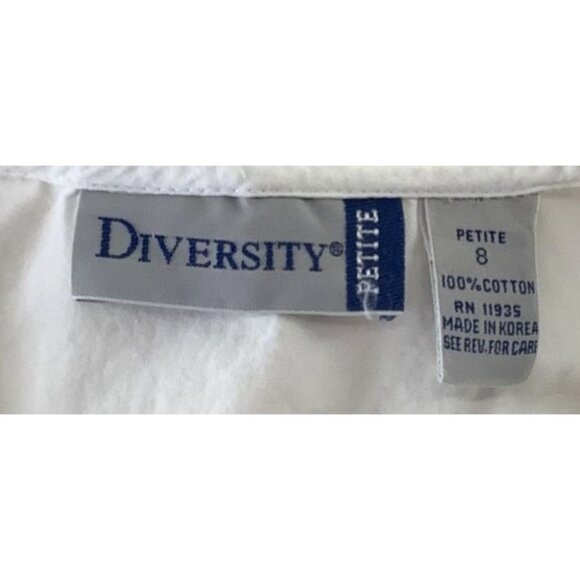 DIVERSITY®
PETITE
PETITE
8
100% COTTON
RN 11935
MADE IN KOREA
SEE REV. FOR CARE